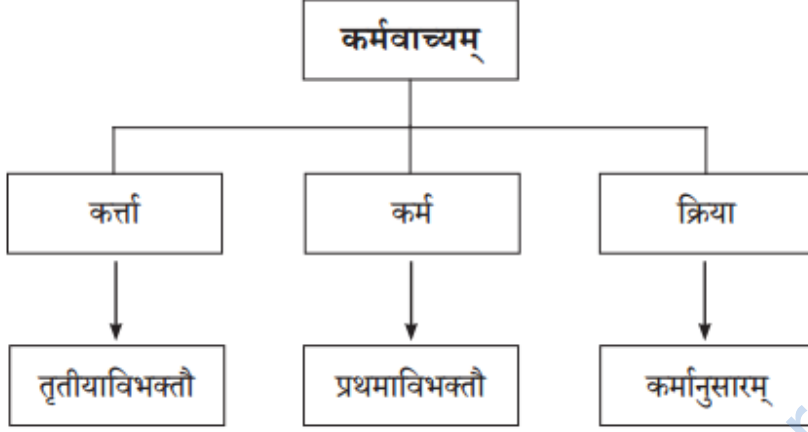 कर्मवाच्यम्
कर्त्ता
कर्म
क्रिया
तृतीयाविभक्तौ
प्रथमाविभक्तौ
कर्मानुसारम्